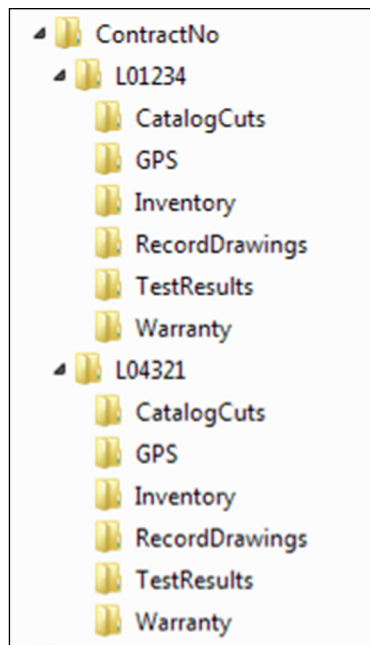 ContractNo
L01234
CatalogCuts
GPS
Inventory
RecordDrawings
TestResults
Warranty
L04321
CatalogCuts
GPS
Inventory
RecordDrawings
TestResults
Warranty